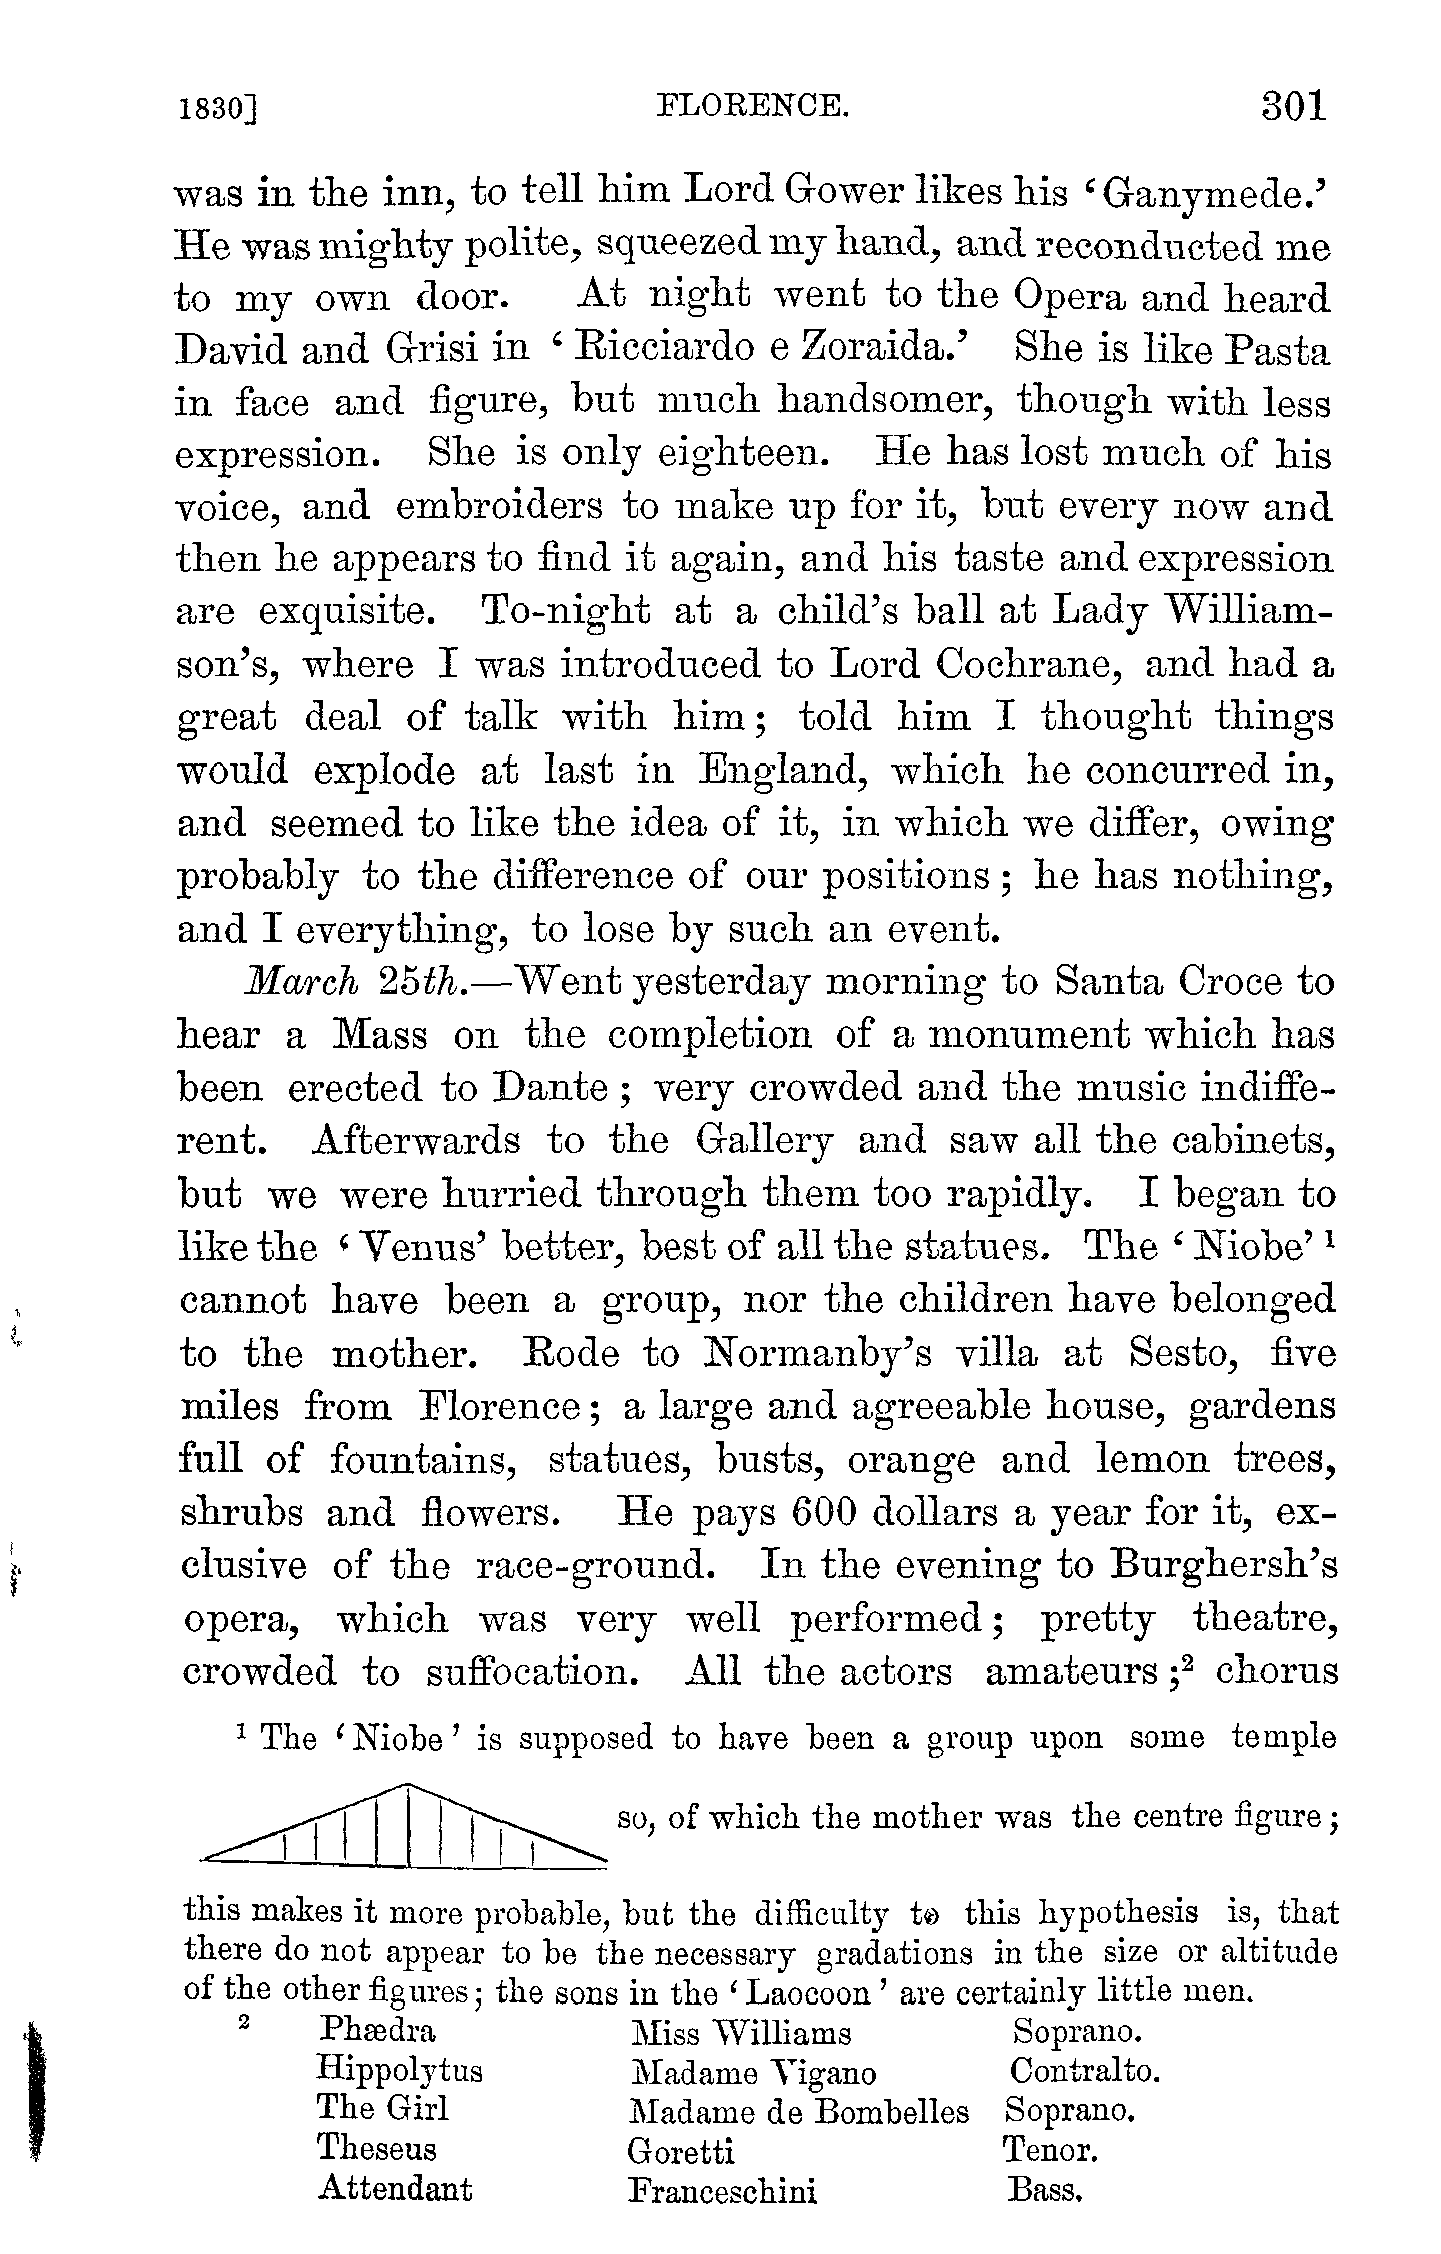 1830] FLORENCE. 301
was in the inn, to tell him Lord Gower likes his ‘Ganymede.’
He was mighty polite, squeezed my hand, and reconducted me
to my own door. At night went to the Opera and heard
David and Grisi in ‘Ricciardo e Zoraida.’ She is like Pasta
in face and figure, but much handsomer, though with less
expression. She is only eighteen. He has lost much of his
voice, and embroiders to make up for it, but every now and
then he appears to find it again, and his taste and expression
are exquisite. To-night at a child’s ball at Lady William-
son’s, where I was introduced to Lord Cochrane, and had a
great deal of talk with him; told him I thought things
would explode at last in England, which he concurred in,
and seemed to like the idea of it, in which we differ, owing
probably to the difference of our positions; he has nothing,
and I everything, to lose by such an event.
March 25th.—Went yesterday morning to Santa Croce to
hear a Mass on the completion of a monument which has
been erected to Dante; very crowded and the music indiffe-
rent. Afterwards to the Gallery and saw all the cabinets,
but we were hurried through them too rapidly. I began to
like the ‘Venus’ better, best of all the statues. The ‘Niobe’¹
cannot have been a group, nor the children have belonged
to the mother. Rode to Normanby’s villa at Sesto, five
miles from Florence; a large and agreeable house, gardens
full of fountains, statues, busts, orange and lemon trees,
shrubs and flowers. He pays 600 dollars a year for it, ex-
clusive of the race-ground. In the evening to Burghersh’s
opera, which was very well performed; pretty theatre,
crowded to suffocation. All the actors amateurs;² chorus
¹ The ‘Niobe’ is supposed to have been a group upon some temple
so, of which the mother was the centre figure;
this makes it more probable, but the difficulty to this hypothesis is, that
there do not appear to be the necessary gradations in the size or altitude
of the other figures; the sons in the ‘Laocoon’ are certainly little men.
² Phædra Miss Williams Soprano.
Hippolytus Madame Vigano Contralto.
The Girl Madame de Bombelles Soprano.
Theseus Goretti Tenor.
Attendant Franceschini Bass.